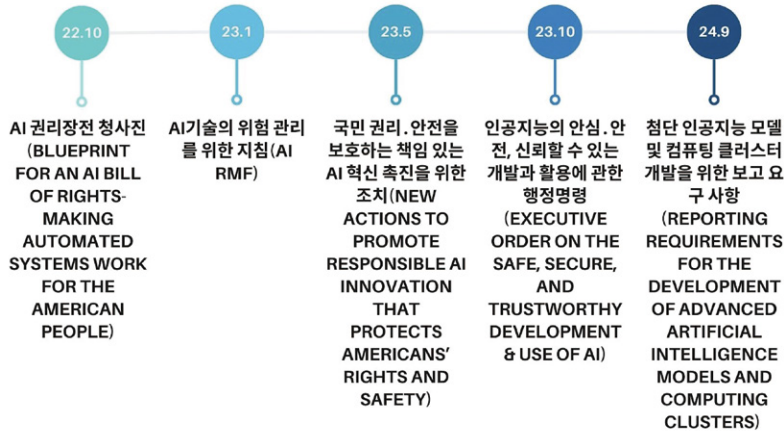 22.10
23.1
23.5
23.10
24.9
AI 권리장전 청사진
(BLUEPRINT
FOR AN AI BILL
OF RIGHTS-
MAKING
AUTOMATED
SYSTEMS WORK
FOR THE
AMERICAN
PEOPLE)
AI기술의 위험 관리
를 위한 지침(AI
RMF)
국민 권리.안전을
보호하는 책임 있는
AI 혁신 촉진을 위한
조치(NEW
ACTIONS TO
PROMOTE
RESPONSIBLE AI
INNOVATION
THAT
PROTECTS
AMERICANS'
RIGHTS AND
SAFETY)
인공지능의 안심.안
전, 신뢰할 수 있는
개발과 활용에 관한
행정명령
(EXECUTIVE
ORDER ON THE
SAFE, SECURE,
AND
TRUSTWORTHY
DEVELOPMENT
& USE OF AI)
첨단 인공지능 모델
및 컴퓨팅 클러스터
개발을 위한 보고 요
구 사항
(REPORTING
REQUIREMENTS
FOR THE
DEVELOPMENT
OF ADVANCED
ARTIFICIAL
INTELLIGENCE
MODELS AND
COMPUTING
CLUSTERS)